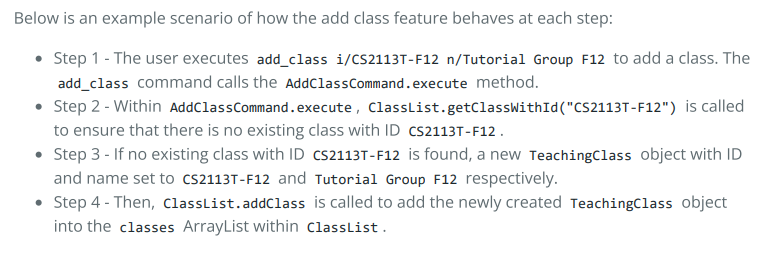 Below is an example scenario of how the add class feature behaves at each step:
• Step 1 - The user executes add_class i/CS2113T-F12 n/Tutorial Group F12 to add a class. The
add_class command calls the AddClassCommand.execute method.
• Step 2 - Within AddClassCommand.execute, ClassList.getClassWithId("CS2113T-F12") is called
to ensure that there is no existing class with ID CS2113T-F12.
• Step 3 - If no existing class with ID CS2113T-F12 is found, a new TeachingClass object with ID
and name set to CS2113T-F12 and Tutorial Group F12 respectively.
• Step 4 - Then, ClassList.addClass is called to add the newly created TeachingClass object
into the classes ArrayList within ClassList.